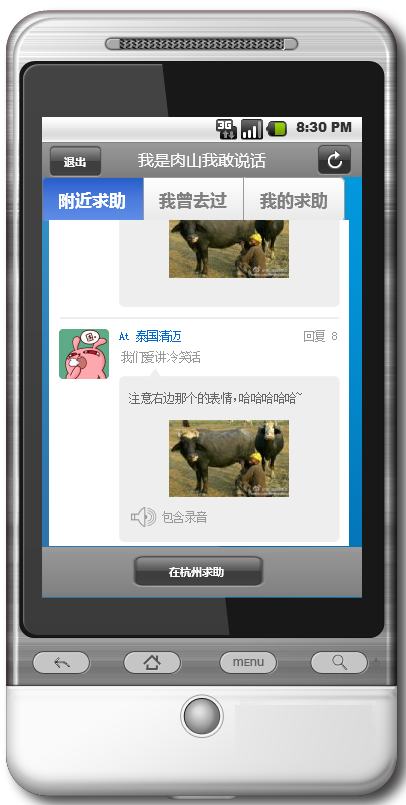 3G
8:30 PM
退出
我是肉山我敢说话
附近求助
我曾去过
我的求助
At 泰国清迈
回复 8
我们爱讲冷笑话
注意右边那个的表情,哈哈哈哈哈~
包含录音
在杭州求助
MENU